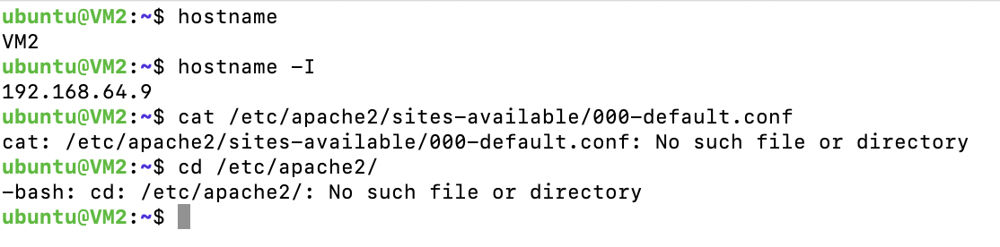 ubuntu@VM2:~$ hostname
VM2
ubuntu@VM2:~$ hostname -I
192.168.64.9
ubuntu@VM2:~$ cat /etc/apache2/sites-available/000-default.conf
cat: /etc/apache2/sites-available/000-default.conf: No such file or directory
ubuntu@VM2:~$ cd /etc/apache2/
-bash: cd: /etc/apache2/: No such file or directory
ubuntu@VM2:~$